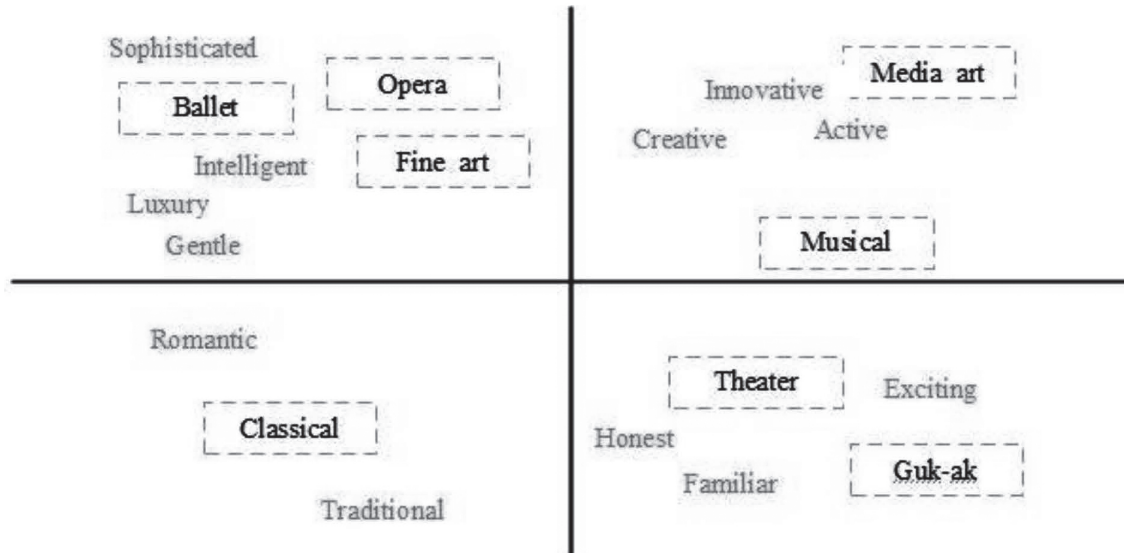 Sophisticated
Opera
Ballet
Intelligent
Fine art
Luxury
Gentle
Media art
Innovative
Active
Creative
Musical
Romantic
Classical
Traditional
Theater
Exciting
Honest
Guk-ak
Familiar